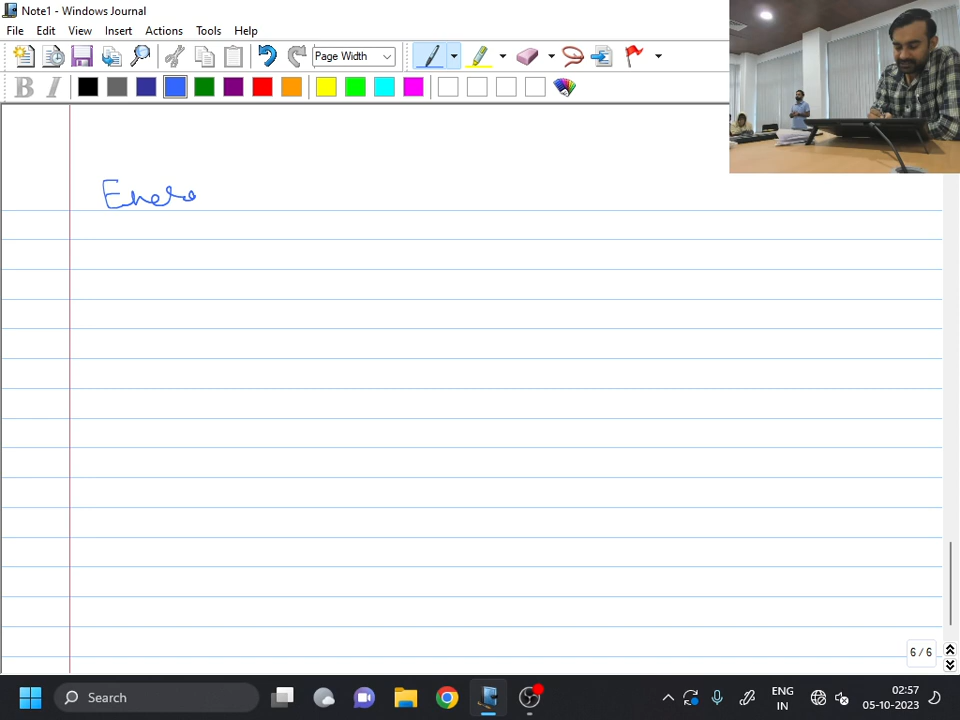 Note1 - Windows Journal
File Edit View Insert Actions Tools Help
Page Width
B I
6 / 6
Search
ENG
IN
02:57
05-10-2023